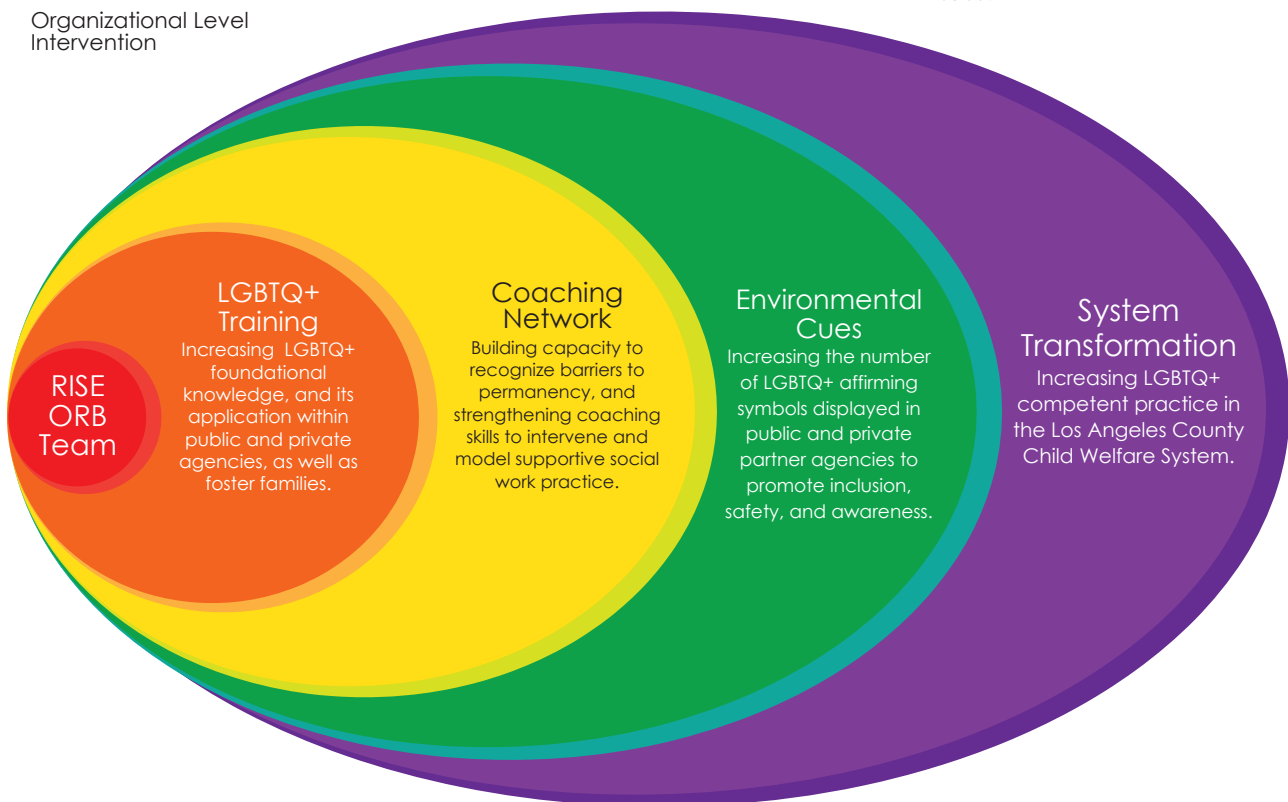 Organizational Level
Intervention
RISE
ORB
Team
LGBTQ+
Training
Increasing LGBTQ+
foundational
knowledge, and its
application within
public and private
agencies, as well as
foster families.
Coaching
Network
Building capacity to
recognize barriers to
permanency, and
strengthening coaching
skills to intervene and
model supportive social
work practice.
Environmental
Cues
Increasing the number
of LGBTQ+ affirming
symbols displayed in
public and private
partner agencies to
promote inclusion,
safety, and awareness.
System
Transformation
Increasing LGBTQ+
competent practice in
the Los Angeles County
Child Welfare System.